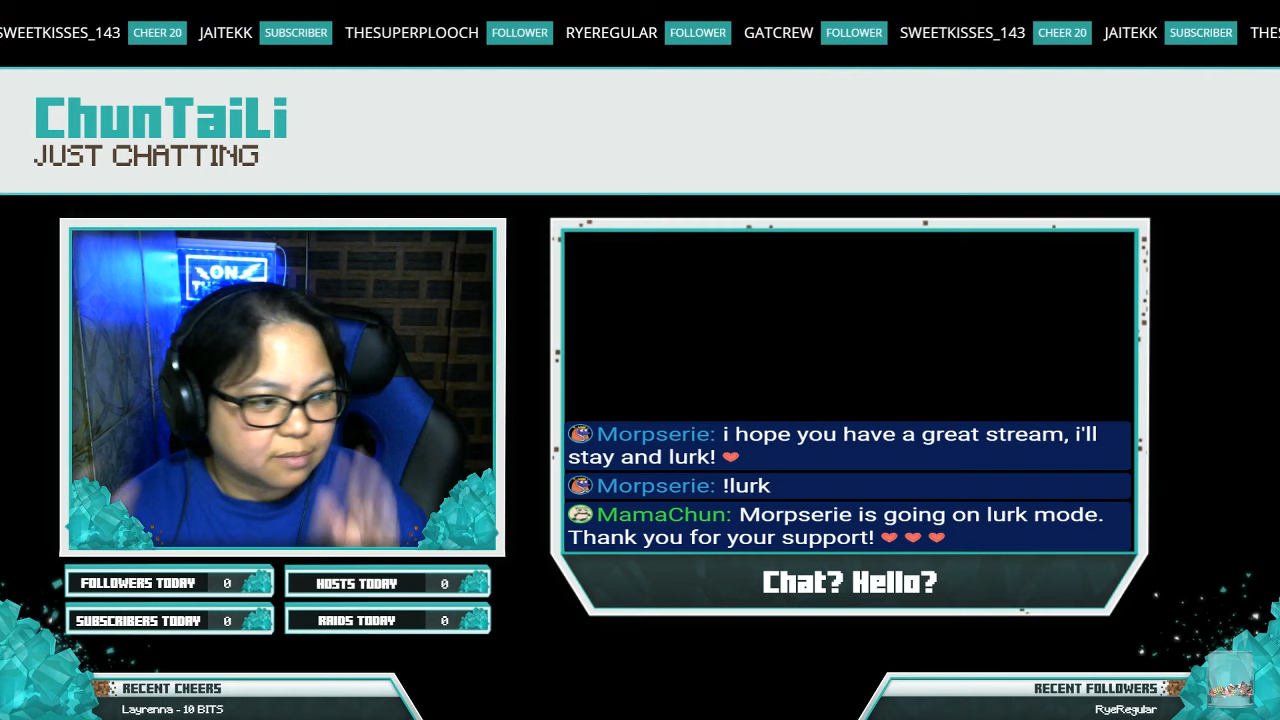 SWEETKISSES_143 CHEER 20 JAITEKK SUBSCRIBER THESUPERPLOOCH FOLLOWER RYEREGULAR FOLLOWER GATCREW FOLLOWER SWEETKISSES_143 CHEER 20 JAITEKK SUBSCRIBER THES
ChunTaiLi
JUST CHATTING
ON
Morpserie: i hope you have a great stream, i'll
stay and lurk! ❤
Morpserie: !lurk
MamaChun: Morpserie is going on lurk mode.
Thank you for your support! ❤ ❤ ❤
Chat? Hello?
FOLLOWERS TODAY 0
HOSTS TODAY 0
SUBSCRIBERS TODAY 0
RAIDS TODAY 0
RECENT CHEERS
Layrenna - 10 BITS
RECENT FOLLOWERS
RyeRegular